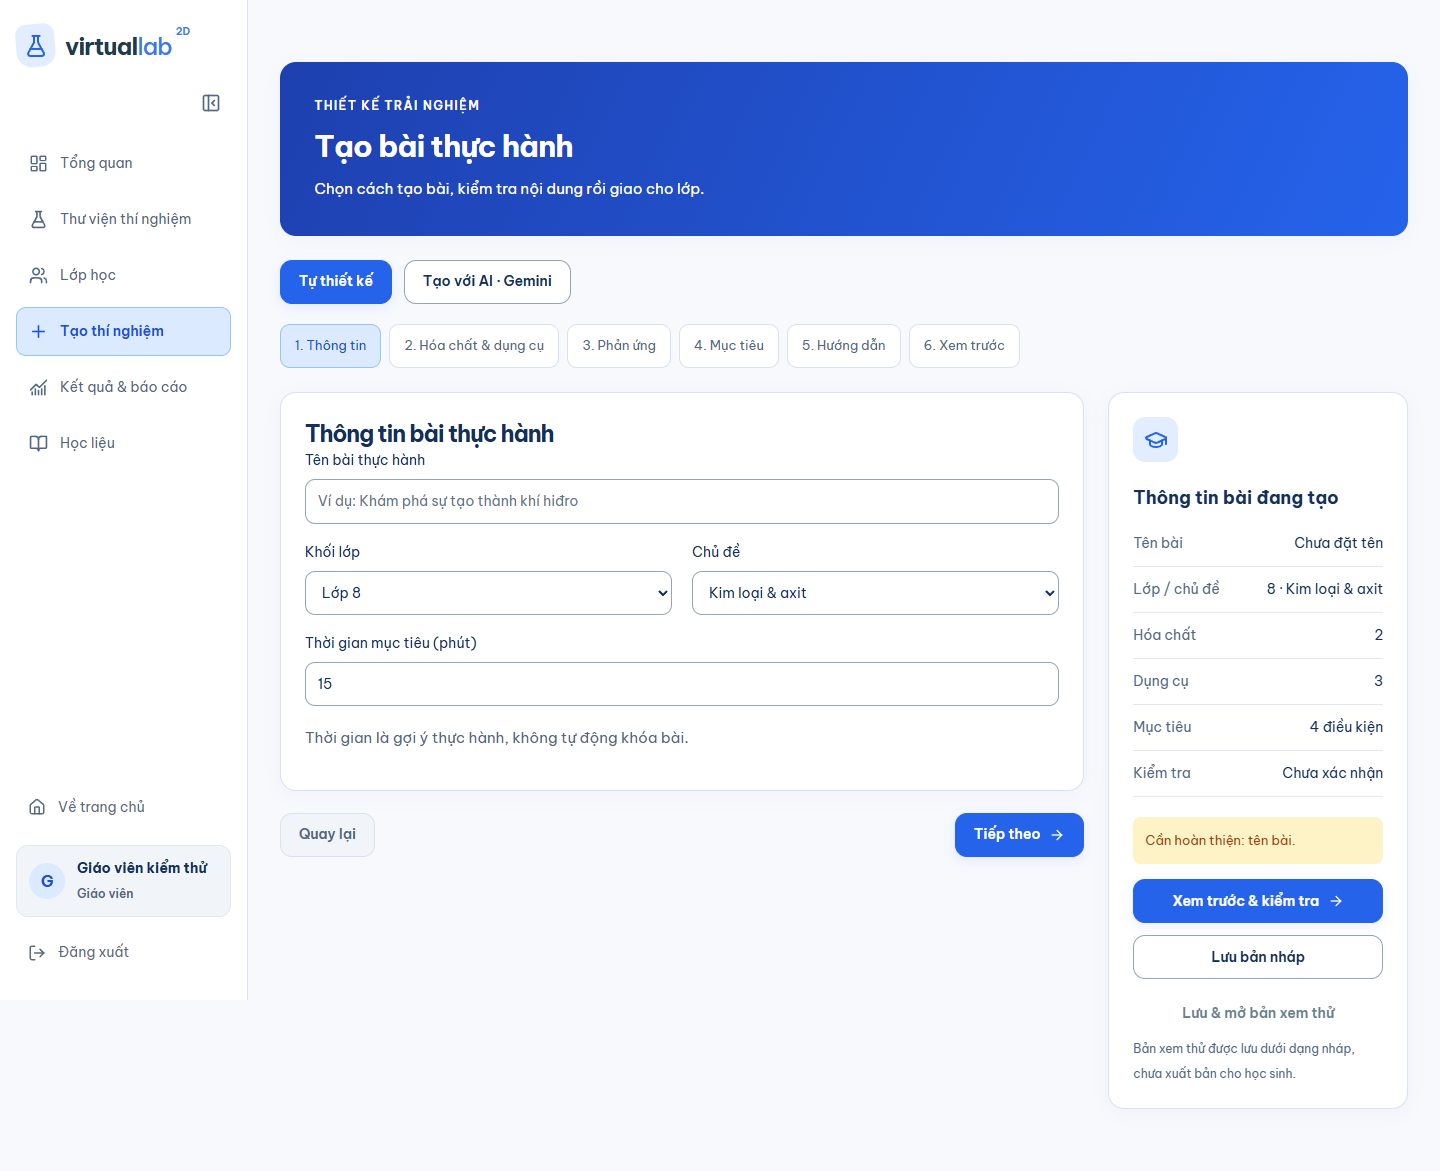 virtuallab 2D
Tổng quan
Thư viện thí nghiệm
Lớp học
Tạo thí nghiệm
Kết quả & báo cáo
Học liệu
Về trang chủ
G
Giáo viên kiểm thử
Giáo viên
Đăng xuất
THIẾT KẾ TRẢI NGHIỆM
Tạo bài thực hành
Chọn cách tạo bài, kiểm tra nội dung rồi giao cho lớp.
Tự thiết kế
Tạo với AI · Gemini
1. Thông tin
2. Hóa chất & dụng cụ
3. Phản ứng
4. Mục tiêu
5. Hướng dẫn
6. Xem trước
Thông tin bài thực hành
Tên bài thực hành
Ví dụ: Khám phá sự tạo thành khí hiđro
Khối lớp
Chủ đề
Lớp 8
Kim loại & axit
Thời gian mục tiêu (phút)
15
Thời gian là gợi ý thực hành, không tự động khóa bài.
Quay lại
Tiếp theo
Thông tin bài đang tạo
Tên bài
Chưa đặt tên
Lớp / chủ đề
8 · Kim loại & axit
Hóa chất
2
Dụng cụ
3
Mục tiêu
4 điều kiện
Kiểm tra
Chưa xác nhận
Cần hoàn thiện: tên bài.
Xem trước & kiểm tra
Lưu bản nháp
Lưu & mở bản xem thử
Bản xem thử được lưu dưới dạng nháp,
chưa xuất bản cho học sinh.